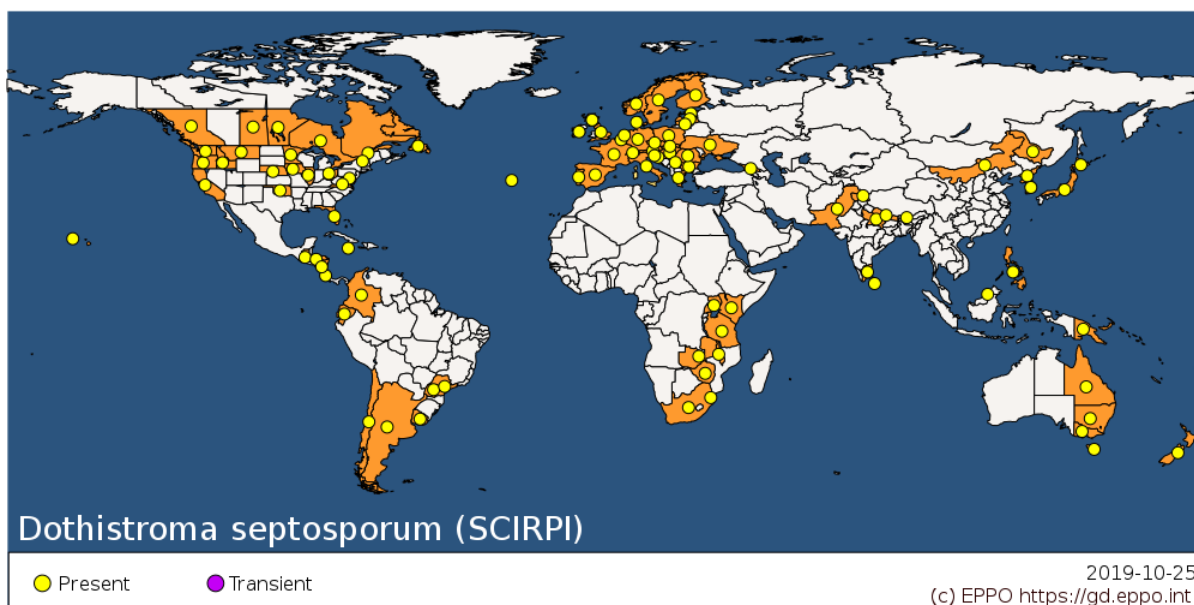 Dothistroma septosporum (SCIRPI)
Present
Transient
2019-10-25
(c) EPPO https://gd.eppo.int